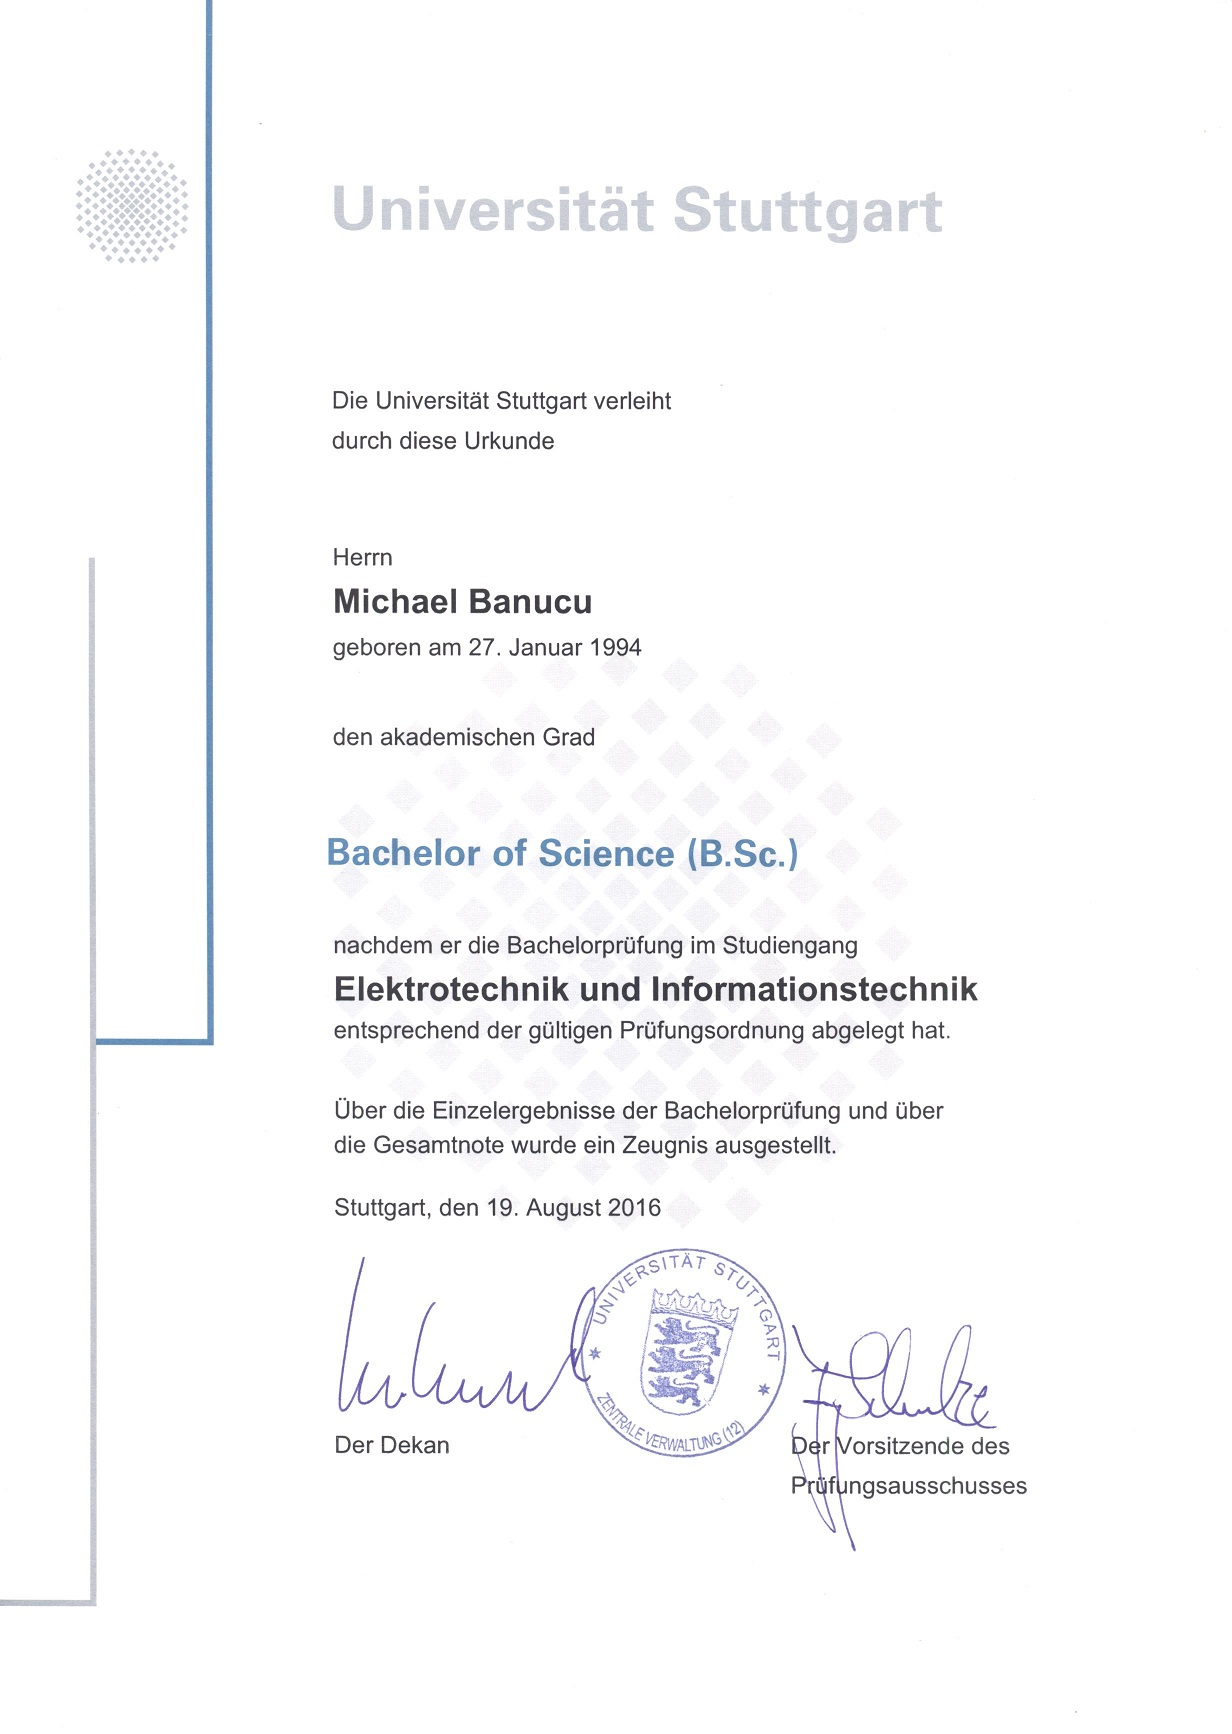 Universität Stuttgart
Die Universität Stuttgart verleiht
durch diese Urkunde
Herrn
Michael Banucu
geboren am 27. Januar 1994
den akademischen Grad
Bachelor of Science (B.Sc.)
nachdem er die Bachelorprüfung im Studiengang
Elektrotechnik und Informationstechnik
entsprechend der gültigen Prüfungsordnung abgelegt hat.
Über die Einzelergebnisse der Bachelorprüfung und über
die Gesamtnote wurde ein Zeugnis ausgestellt.
Stuttgart, den 19. August 2016
UNIVERSITÄT STUTTGART
ZENTRALE VERWALTUNG (12)
Der Dekan
Der Vorsitzende des
Prüfungsausschusses